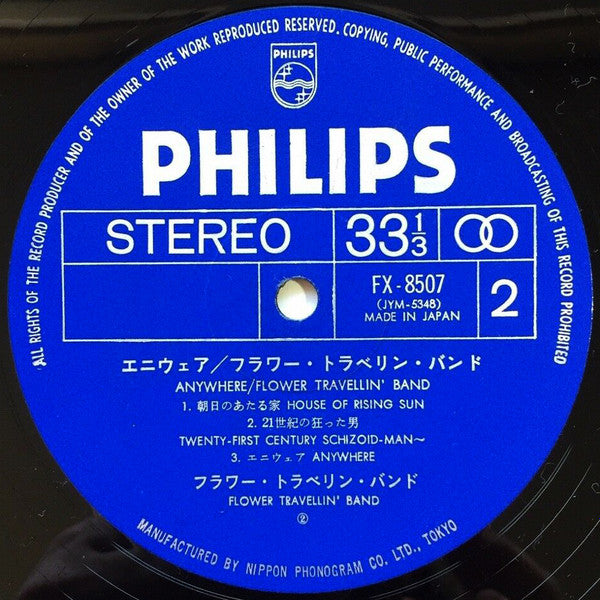 ALL RIGHTS OF THE RECORD PRODUCER AND OF THE OWNER OF THE WORK REPRODUCED RESERVED. COPYING, PUBLIC PERFORMANCE AND BROADCASTING OF THIS RECORD PROHIBITED
PHILIPS
PHILIPS
STEREO 33 1/3
FX-8507
(JYM-5348)
MADE IN JAPAN
2
エニウェア／フラワー・トラベリン・バンド
ANYWHERE/FLOWER TRAVELLIN' BAND
1. 朝日のあたる家 HOUSE OF RISING SUN
2. 21世紀の狂った男
TWENTY-FIRST CENTURY SCHIZOID-MAN～
3. エニウェア ANYWHERE
フラワー・トラベリン・バンド
FLOWER TRAVELLIN' BAND
②
MANUFACTURED BY NIPPON PHONOGRAM CO. LTD., TOKYO